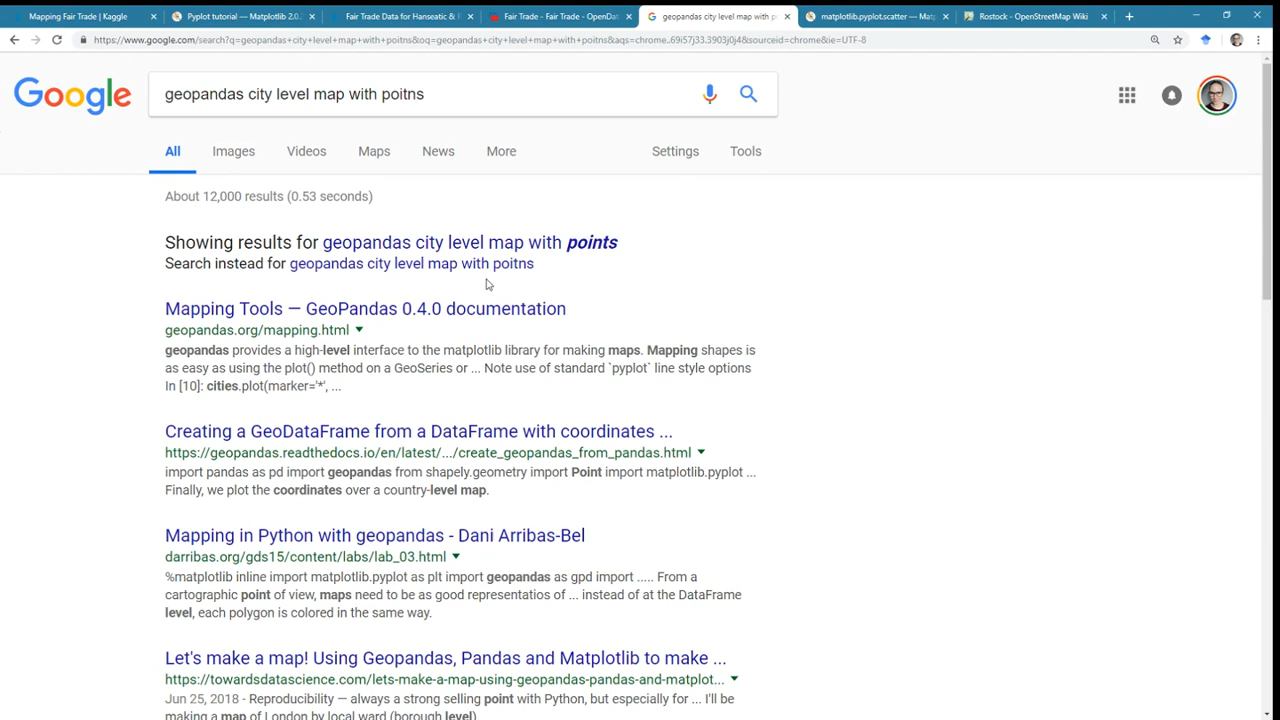 Mapping Fair Trade | Kaggle
Pyplot tutorial — Matplotlib 2.0.
Fair Trade Data for Hanseatic & F
Fair Trade - Fair Trade - OpenDat
geopandas city level map with po
matplotlib.pyplot.scatter — Mat
Rostock - OpenStreetMap Wiki
https://www.google.com/search?q=geopandas+city+level+map+with+poitns&oq=geopandas+city+level+map+with+poitns&aqs=chrome..69i57j33.3903j0j4&sourceid=chrome&ie=UTF-8
Google
geopandas city level map with poitns
All Images Videos Maps News More Settings Tools
About 12,000 results (0.53 seconds)
Showing results for geopandas city level map with points
Search instead for geopandas city level map with poitns
Mapping Tools — GeoPandas 0.4.0 documentation
geopandas.org/mapping.html
geopandas provides a high-level interface to the matplotlib library for making maps. Mapping shapes is
as easy as using the plot() method on a GeoSeries or ... Note use of standard `pyplot` line style options
In [10]: cities.plot(marker='*', ...
Creating a GeoDataFrame from a DataFrame with coordinates ...
https://geopandas.readthedocs.io/en/latest/.../create_geopandas_from_pandas.html
import pandas as pd import geopandas from shapely.geometry import Point import matplotlib.pyplot ...
Finally, we plot the coordinates over a country-level map.
Mapping in Python with geopandas - Dani Arribas-Bel
darribas.org/gds15/content/labs/lab_03.html
%matplotlib inline import matplotlib.pyplot as plt import geopandas as gpd import ..... From a
cartographic point of view, maps need to be as good representatios of ... instead of at the DataFrame
level, each polygon is colored in the same way.
Let's make a map! Using Geopandas, Pandas and Matplotlib to make ...
https://towardsdatascience.com/lets-make-a-map-using-geopandas-pandas-and-matplot...
Jun 25, 2018 - Reproducibility — always a strong selling point with Python, but especially for ... I'll be
making a map of London by local ward (borough level)